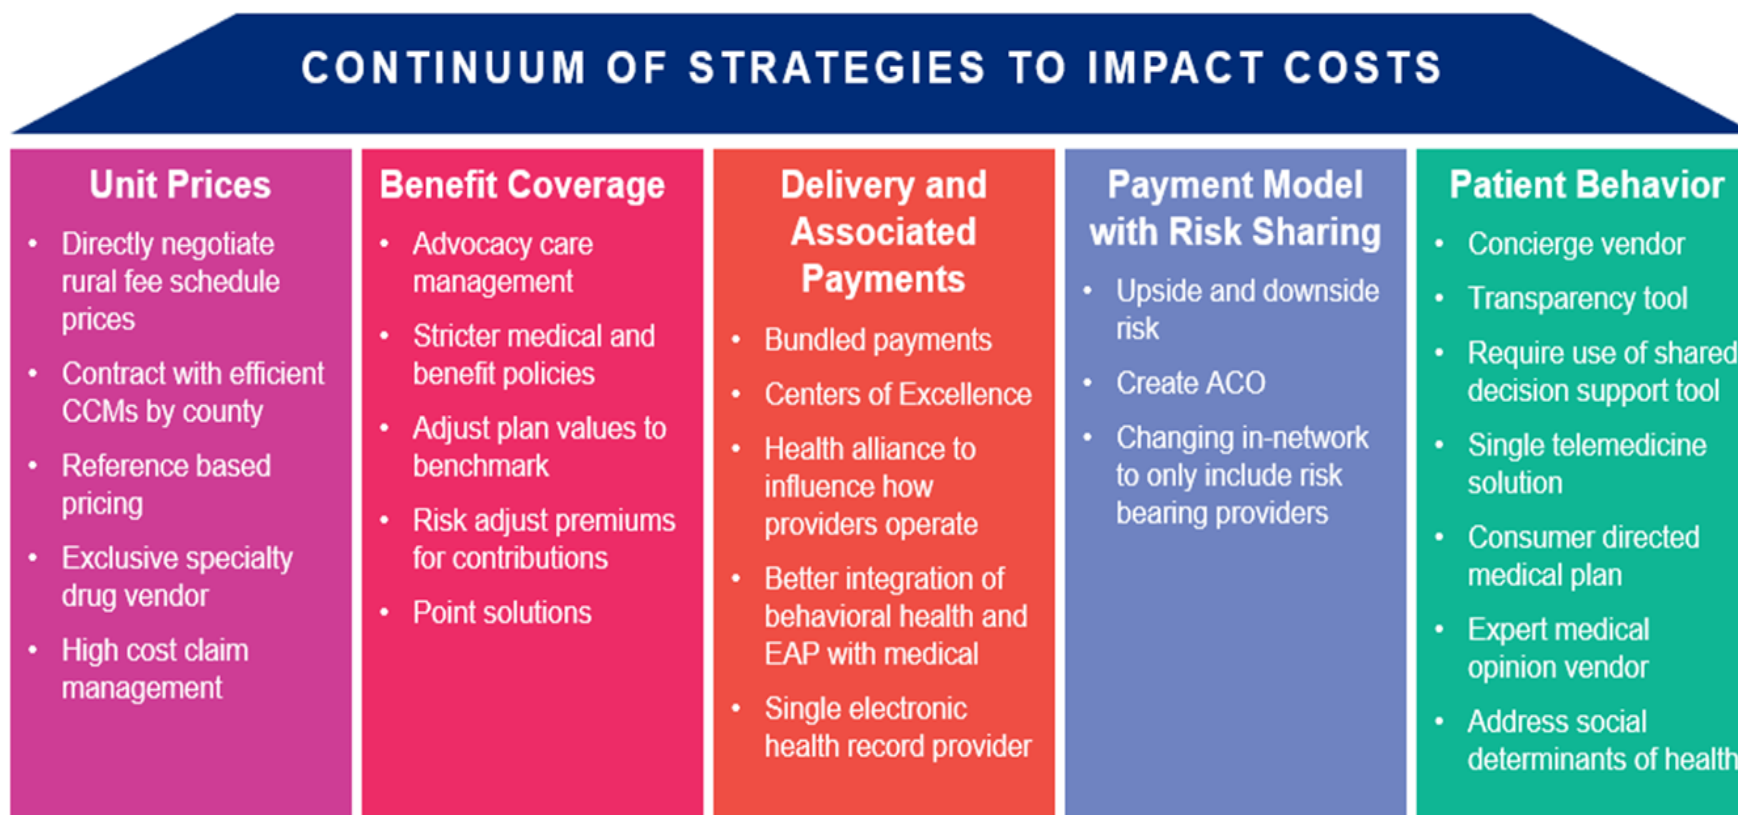 CONTINUUM OF STRATEGIES TO IMPACT COSTS
Unit Prices
• Directly negotiate
rural fee schedule
prices
• Contract with efficient
CCMs by county
• Reference based
pricing
• Exclusive specialty
drug vendor
• High cost claim
management
Benefit Coverage
• Advocacy care
management
• Stricter medical and
benefit policies
• Adjust plan values to
benchmark
• Risk adjust premiums
for contributions
• Point solutions
Delivery and
Associated
Payments
• Bundled payments
• Centers of Excellence
• Health alliance to
influence how
providers operate
• Better integration of
behavioral health and
EAP with medical
• Single electronic
health record provider
Payment Model
with Risk Sharing
• Upside and downside
risk
• Create ACO
• Changing in-network
to only include risk
bearing providers
Patient Behavior
• Concierge vendor
• Transparency tool
• Require use of shared
decision support tool
• Single telemedicine
solution
• Consumer directed
medical plan
• Expert medical
opinion vendor
• Address social
determinants of health